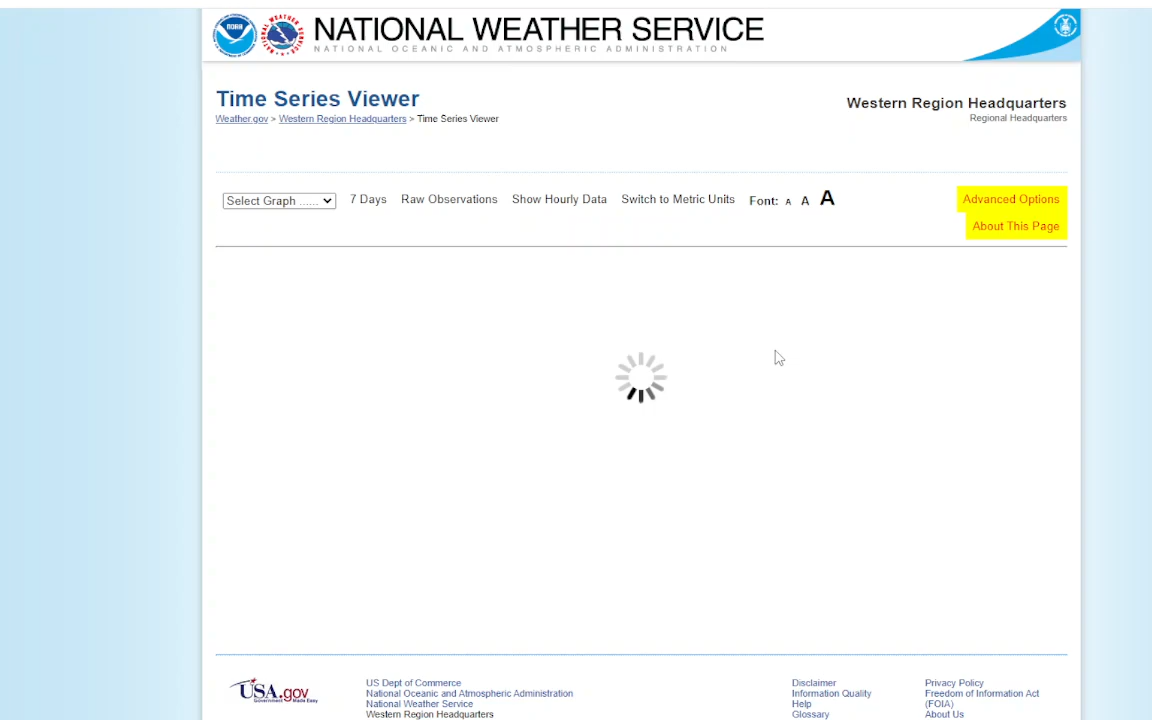 NATIONAL WEATHER SERVICE
NATIONAL OCEANIC AND ATMOSPHERIC ADMINISTRATION
Time Series Viewer
Western Region Headquarters
Weather.gov > Western Region Headquarters > Time Series Viewer
Regional Headquarters
Select Graph ...... 7 Days Raw Observations Show Hourly Data Switch to Metric Units Font: A A A
Advanced Options
About This Page
USA.gov
Government Made Easy
US Dept of Commerce
National Oceanic and Atmospheric Administration
National Weather Service
Western Region Headquarters
Disclaimer
Information Quality
Help
Glossary
Privacy Policy
Freedom of Information Act
(FOIA)
About Us